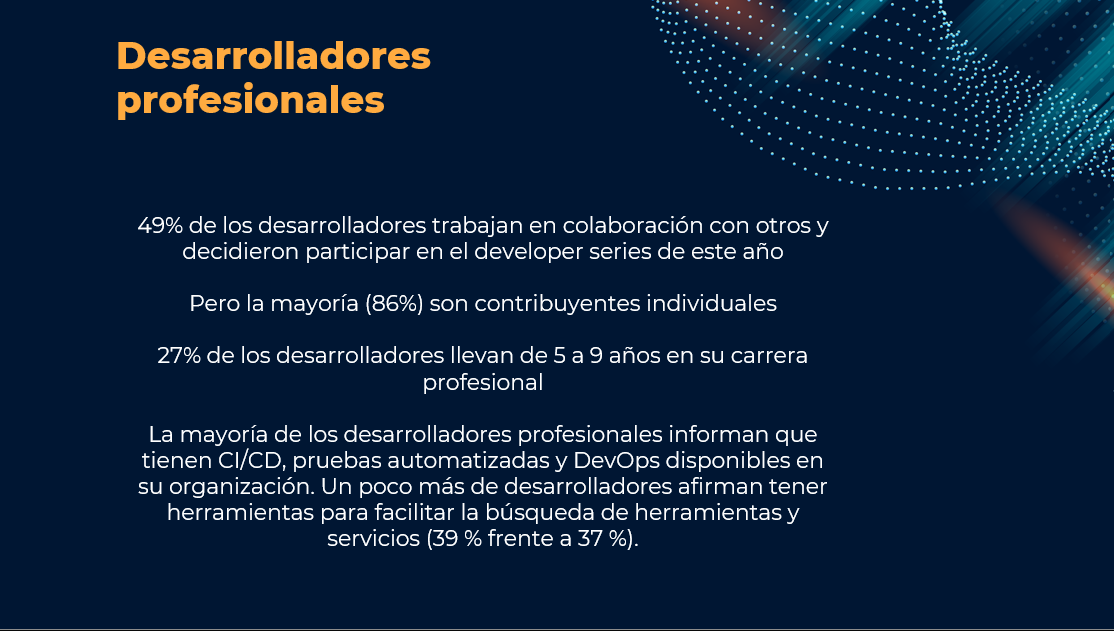 Desarrolladores
profesionales
49% de los desarrolladores trabajan en colaboración con otros y
decidieron participar en el developer series de este año
Pero la mayoría (86%) son contribuyentes individuales
27% de los desarrolladores llevan de 5 a 9 años en su carrera
profesional
La mayoría de los desarrolladores profesionales informan que
tienen CI/CD, pruebas automatizadas y DevOps disponibles en
su organización. Un poco más de desarrolladores afirman tener
herramientas para facilitar la búsqueda de herramientas y
servicios (39 % frente a 37 %).